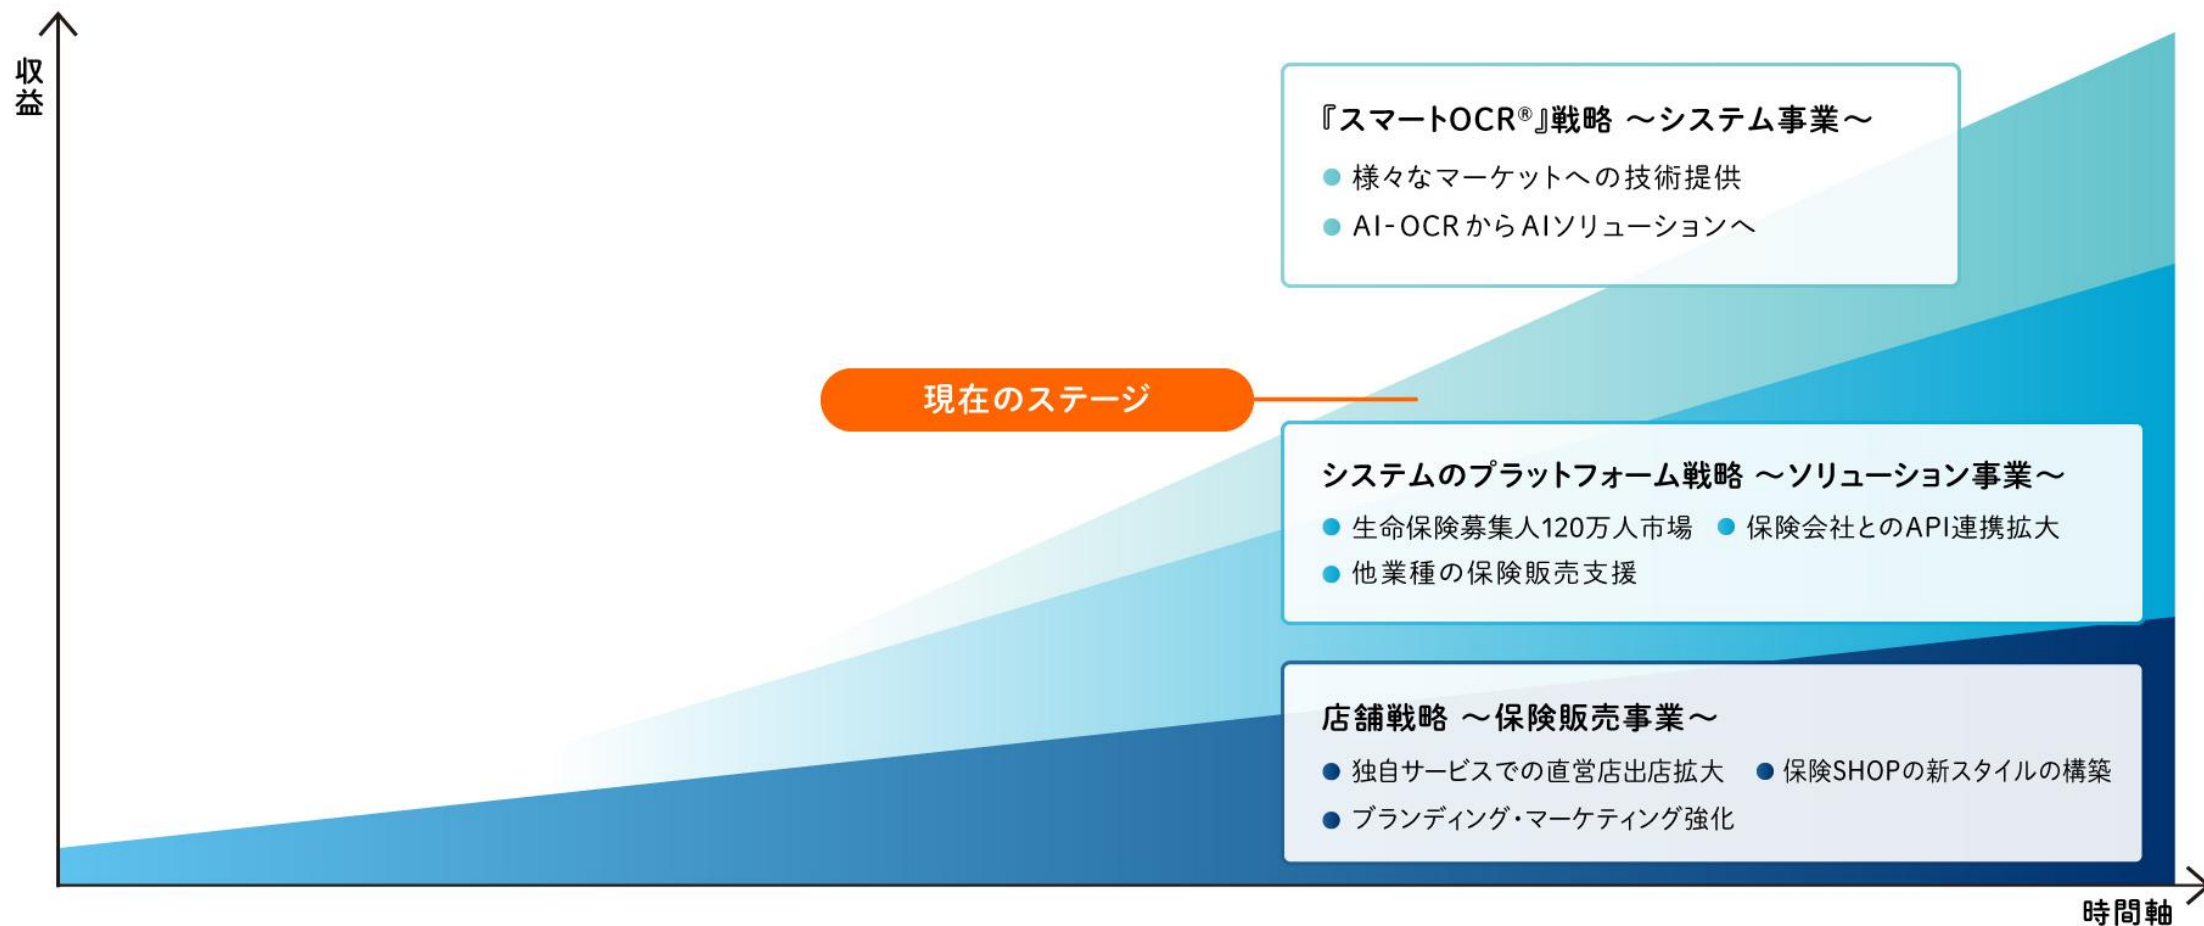 収益
『スマートOCR®』戦略 ～システム事業～
様々なマーケットへの技術提供
AI-OCRからAIソリューションへ
現在のステージ
システムのプラットフォーム戦略 ～ソリューション事業～
生命保険募集人120万人市場 保険会社とのAPI連携拡大
他業種の保険販売支援
店舗戦略 ～保険販売事業～
独自サービスでの直営店出店拡大 保険SHOPの新スタイルの構築
ブランディング・マーケティング強化
時間軸